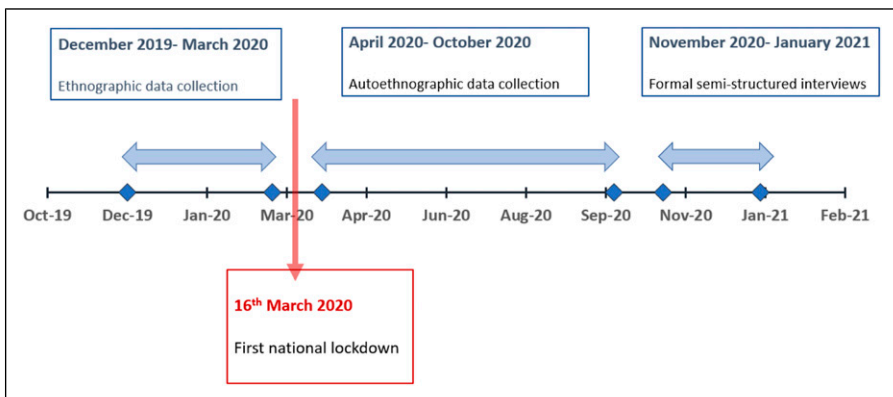 December 2019- March 2020
Ethnographic data collection
April 2020- October 2020
Autoethnographic data collection
November 2020- January 2021
Formal semi-structured interviews
Oct-19 Dec-19 Jan-20 Mar-20 Apr-20 Jun-20 Aug-20 Sep-20 Nov-20 Jan-21 Feb-21
16th March 2020
First national lockdown